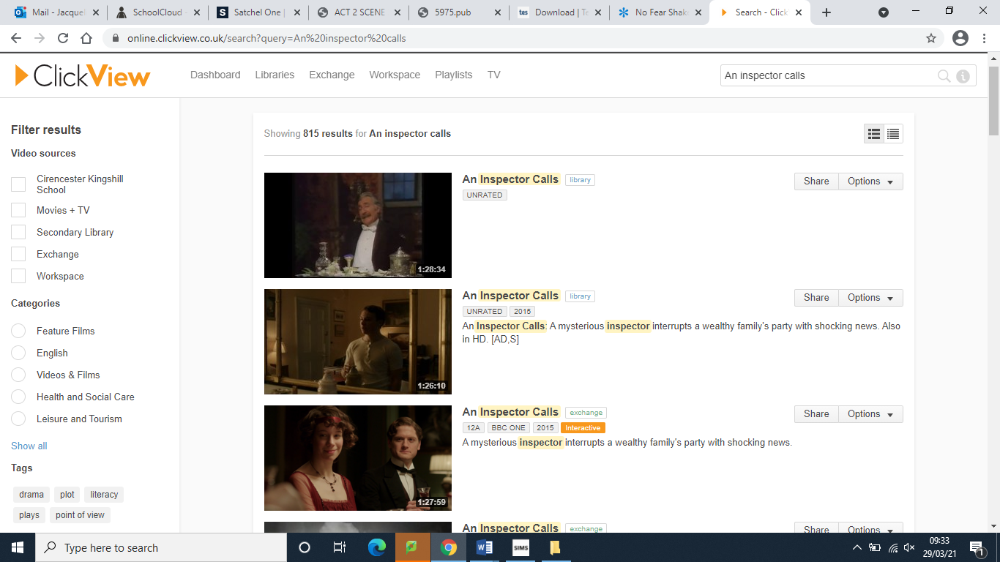 Mail - Jacquel
SchoolCloud -
Satchel One |
ACT 2 SCENE
5975.pub
tes
Download | Te
No Fear Shak
Search - Click
online.clickview.co.uk/search?query=An%20inspector%20calls
ClickView
Dashboard
Libraries
Exchange
Workspace
Playlists
TV
An inspector calls
Filter results
Video sources
Cirencester Kingshill
School
Movies + TV
Secondary Library
Exchange
Workspace
Categories
Feature Films
English
Videos & Films
Health and Social Care
Leisure and Tourism
Show all
Tags
drama
plot
literacy
plays
point of view
Showing 815 results for An inspector calls
An Inspector Calls library
UNRATED
Share
Options
1:28:34
An Inspector Calls library
UNRATED 2015
An Inspector Calls: A mysterious inspector interrupts a wealthy family's party with shocking news. Also
in HD. [AD,S]
Share
Options
1:26:10
An Inspector Calls exchange
12A BBC ONE 2015 Interactive
A mysterious inspector interrupts a wealthy family's party with shocking news.
Share
Options
1:27:59
An Inspector Calls exchange
Share
Options
Type here to search
SIMS
09:33
29/03/21
1